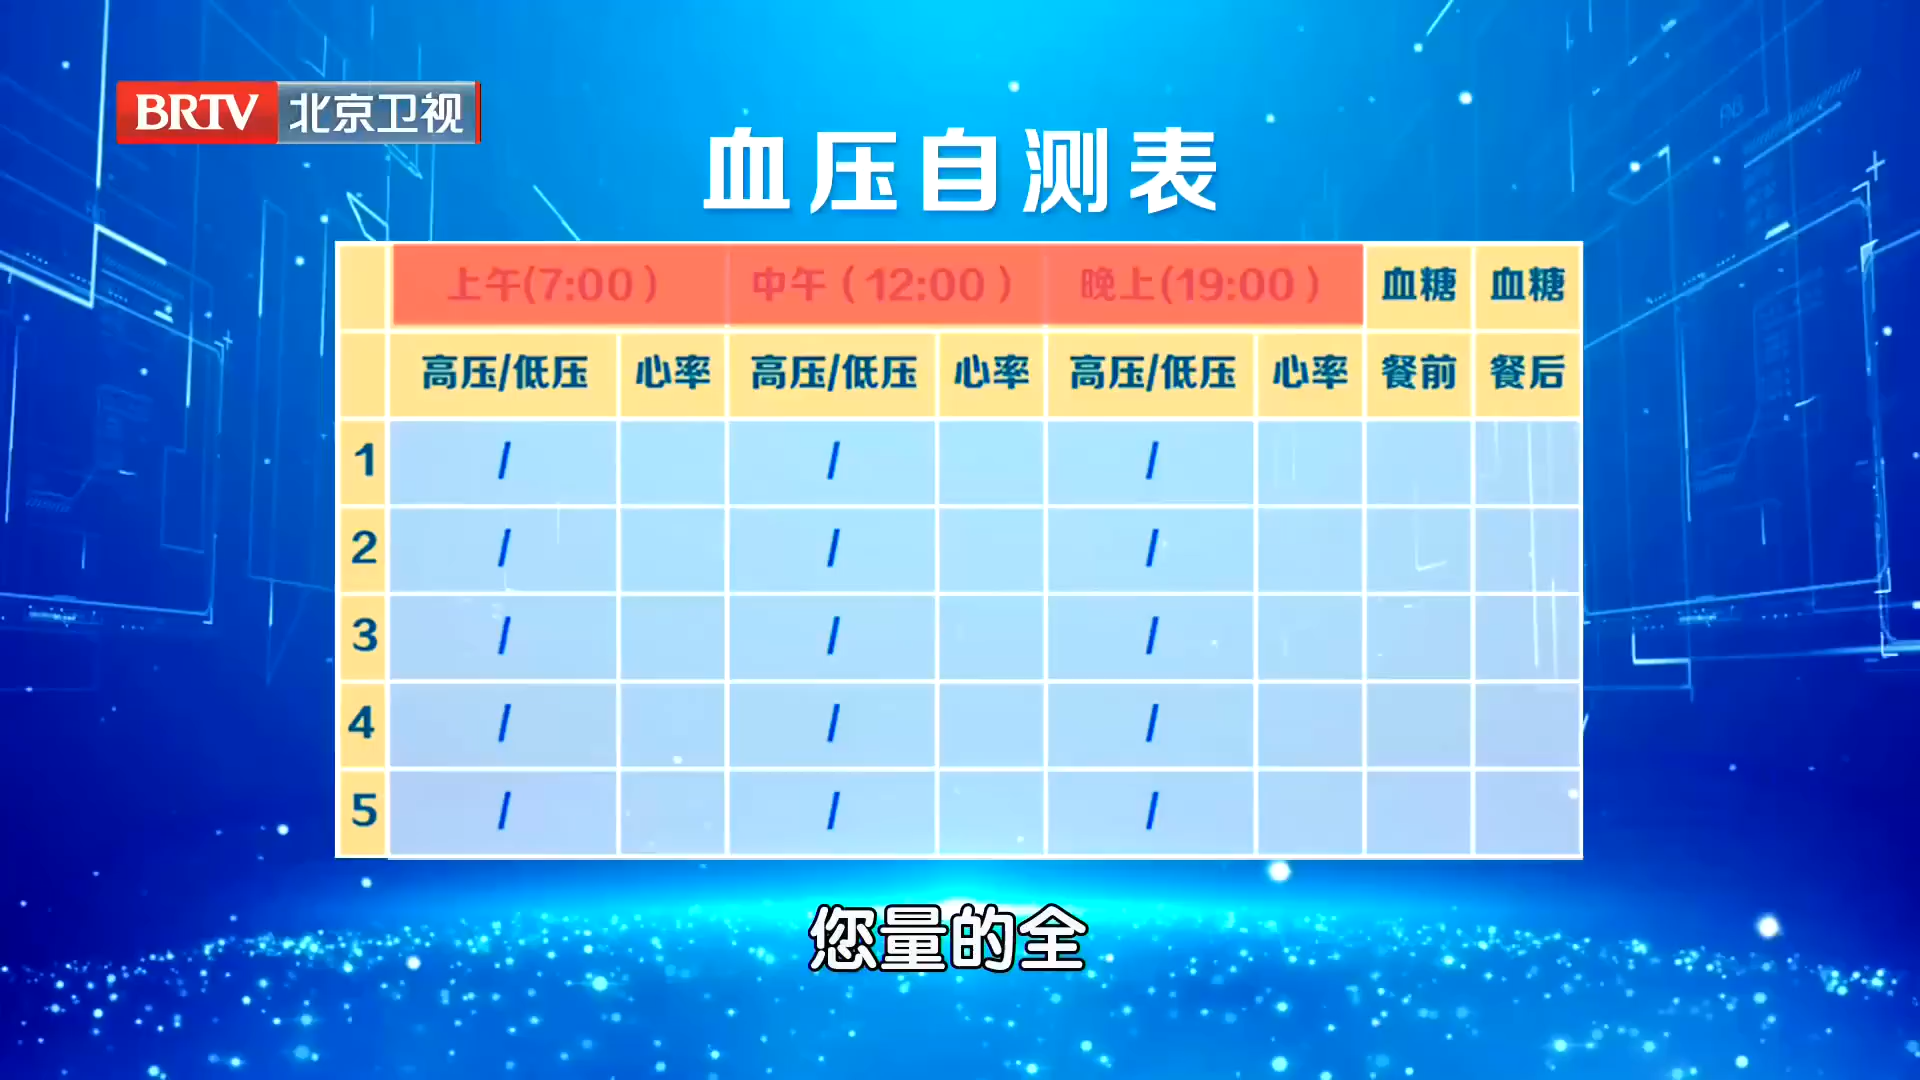 BRTV 北京卫视
血压自测表
上午(7:00) 中午(12:00) 晚上(19:00) 血糖 血糖
高压/低压 心率 高压/低压 心率 高压/低压 心率 餐前 餐后
1 / / /
2 / / /
3 / / /
4 / / /
5 / / /
您量的全